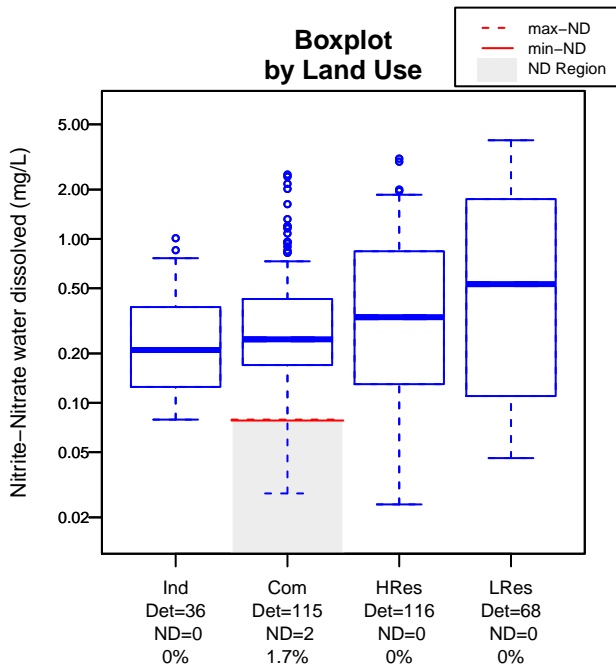 Boxplot
by Land Use
max−ND
min−ND
ND Region
Nitrite−Nitrate water dissolved (mg/L)
5.00
2.00
1.00
0.50
0.20
0.10
0.05
0.02
Ind Com HRes LRes
Det=36 Det=115 Det=116 Det=68
ND=0 ND=2 ND=0 ND=0
0% 1.7% 0% 0%